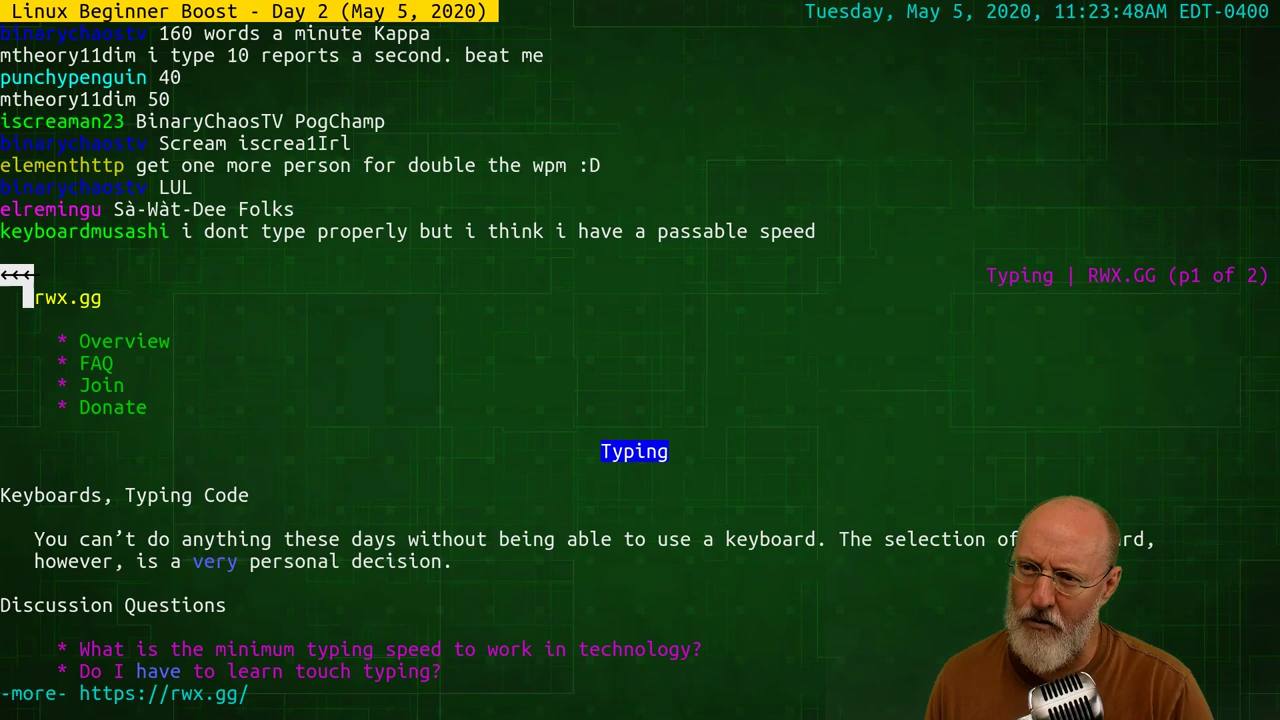 Linux Beginner Boost - Day 2 (May 5, 2020)
Tuesday, May 5, 2020, 11:23:48AM EDT-0400
binarychaostv 160 words a minute Kappa
mtheory11dim i type 10 reports a second. beat me
punchypenguin 40
mtheory11dim 50
iscreaman23 BinaryChaosTV PogChamp
binarychaostv Scream iscrea1Irl
elementhttp get one more person for double the wpm :D
binarychaostv LUL
elremingu Sà-Wàt-Dee Folks
keyboardmusashi i dont type properly but i think i have a passable speed
<<<
Typing | RWX.GG (p1 of 2)
rwx.gg
* Overview
* FAQ
* Join
* Donate
Typing
Keyboards, Typing Code
You can’t do anything these days without being able to use a keyboard. The selection of
however, is a very personal decision.
Discussion Questions
* What is the minimum typing speed to work in technology?
* Do I have to learn touch typing?
-more- https://rwx.gg/